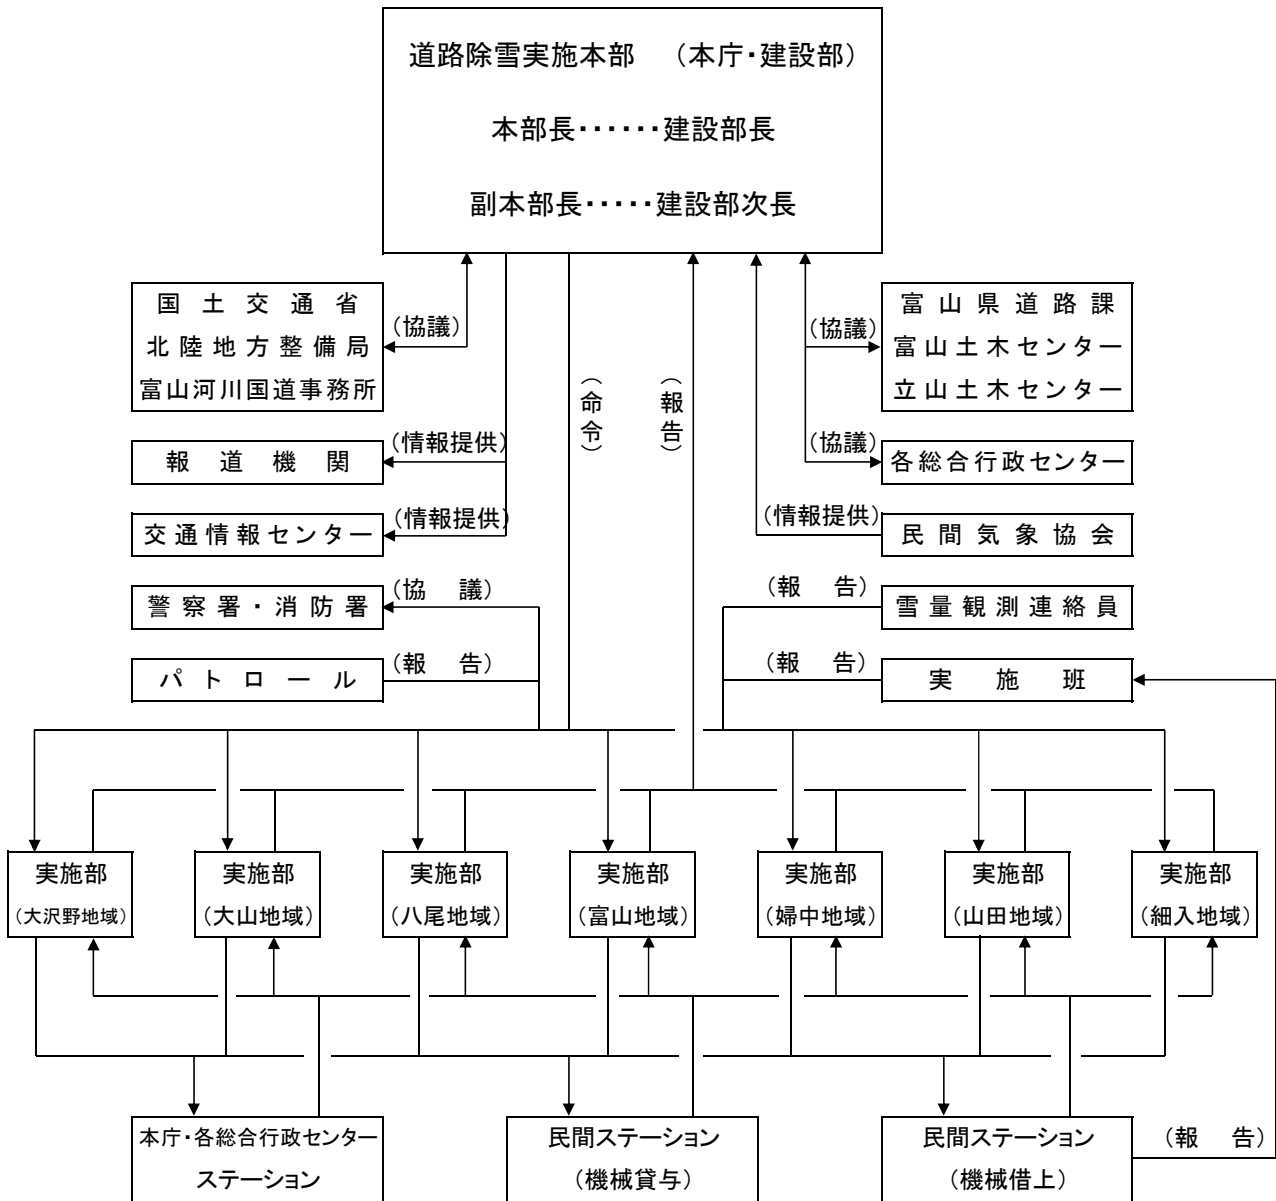 道路除雪実施本部　（本庁・建設部）
本部長・・・・・・建設部長
副本部長・・・・・建設部次長
国土交通省
北陸地方整備局
富山河川国道事務所
（協議）
（協議）
富山県道路課
富山土木センター
立山土木センター
（命令）
（報告）
報道機関
（情報提供）
（協議）
各総合行政センター
交通情報センター
（情報提供）
（情報提供）
民間気象協会
警察署・消防署
（協　議）
（報　告）
雪量観測連絡員
パトロール
（報　告）
（報　告）
実施班
実施部
（大沢野地域）
実施部
（大山地域）
実施部
（八尾地域）
実施部
（富山地域）
実施部
（婦中地域）
実施部
（山田地域）
実施部
（細入地域）
本庁・各総合行政センター
ステーション
民間ステーション
（機械貸与）
民間ステーション
（機械借上）
（報　告）